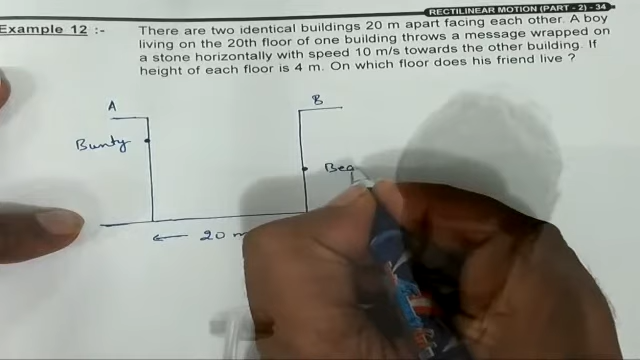 RECTILINEAR MOTION (PART - 2) - 34
Example 12 :- There are two identical buildings 20 m apart facing each other. A boy
living on the 20th floor of one building throws a message wrapped on
a stone horizontally with speed 10 m/s towards the other building. If
height of each floor is 4 m. On which floor does his friend live ?
A B
Bunty
20 m